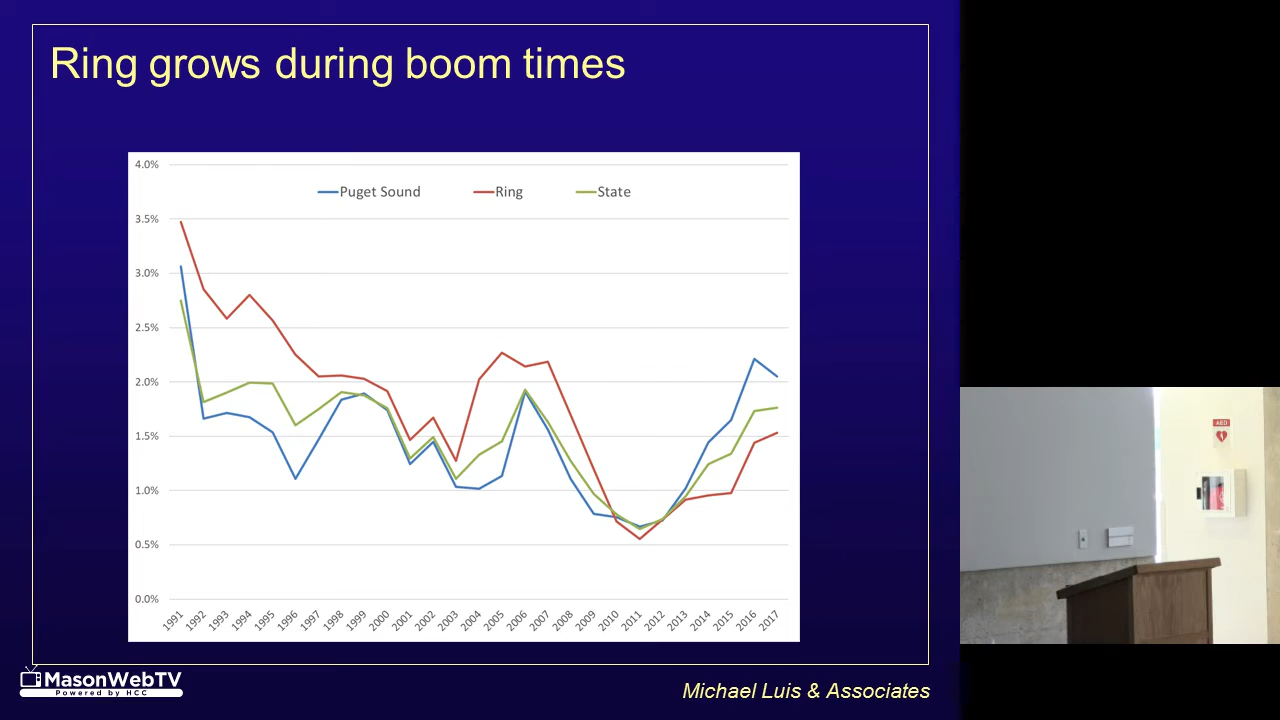 Ring grows during boom times
4.0%
Puget Sound Ring State
3.5%
3.0%
2.5%
2.0%
1.5%
1.0%
0.5%
0.0%
1991 1992 1993 1994 1995 1996 1997 1998 1999 2000 2001 2002 2003 2004 2005 2006 2007 2008 2009 2010 2011 2012 2013 2014 2015 2016 2017
AED
MasonWebTV
Powered by HCC
Michael Luis & Associates